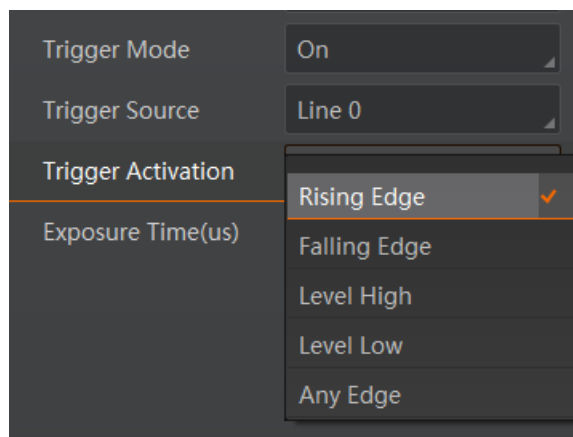 Trigger Mode On
Trigger Source Line 0
Trigger Activation
Rising Edge
Exposure Time(us)
Falling Edge
Level High
Level Low
Any Edge